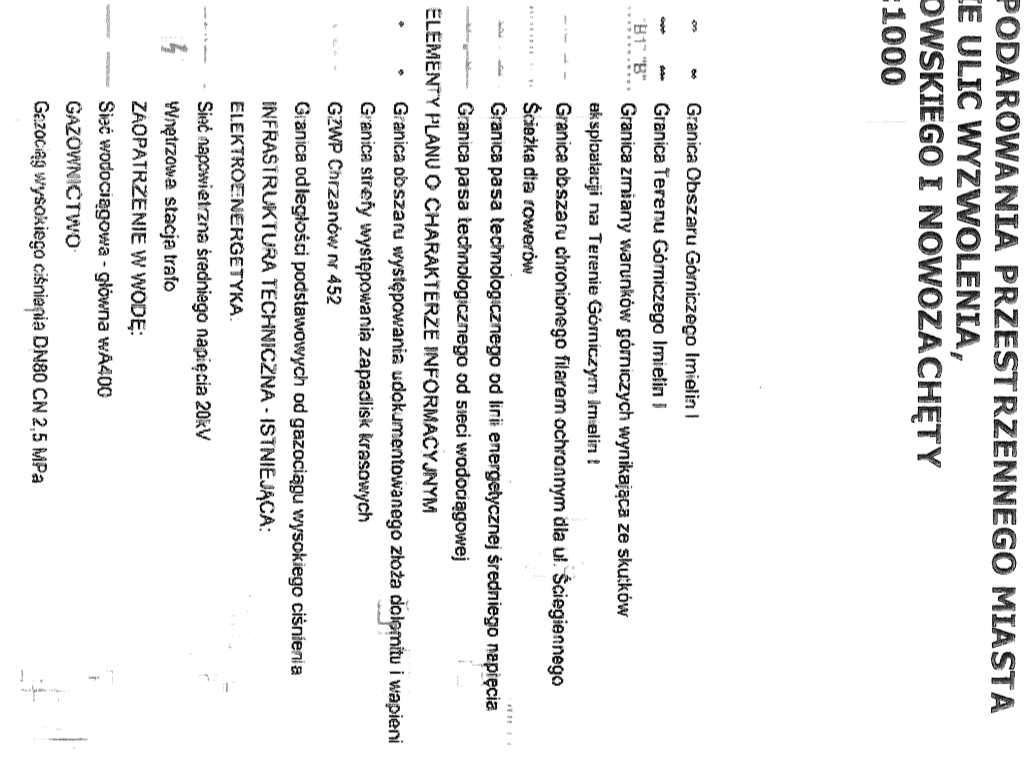 PODAROWANIA PRZESTRZENNEGO MIASTA
IE ULIC WYZWOLENIA,
OWSKIEGO I NOWOZACHĘTY
:1000
Granica Obszaru Górniczego Imielin I
Granica Terenu Górniczego Imielin I
"B1" "B" Granica zmiany warunków górniczych wynikająca ze skutków
eksploatacji na Terenie Górniczym Imielin I
Granica obszaru chronionego filarem ochronnym dla ul. Ściegiennego
Ścieżka dla rowerów
Granica pasa technologicznego od linii energetycznej średniego napięcia
Granica pasa technologicznego od sieci wodociągowej
ELEMENTY PLANU O CHARAKTERZE INFORMACYJNYM
Granica obszaru występowania udokumentowanego złoża dolomitu i wapieni
Granica strefy występowania zapadlisk krasowych
GZWP Chrzanów nr 452
Granica odległości podstawowych od gazociągu wysokiego ciśnienia
INFRASTRUKTURA TECHNICZNA - ISTNIEJĄCA:
ELEKTROENERGETYKA.
Sieć napowietrzna średniego napięcia 20kV
Wnętrzowa stacja trafo
ZAOPATRZENIE W WODĘ:
Sieć wodociągowa - główna wA400
GAZOWNICTWO:
Gazociąg wysokiego ciśnienia DN80 CN 2,5 MPa